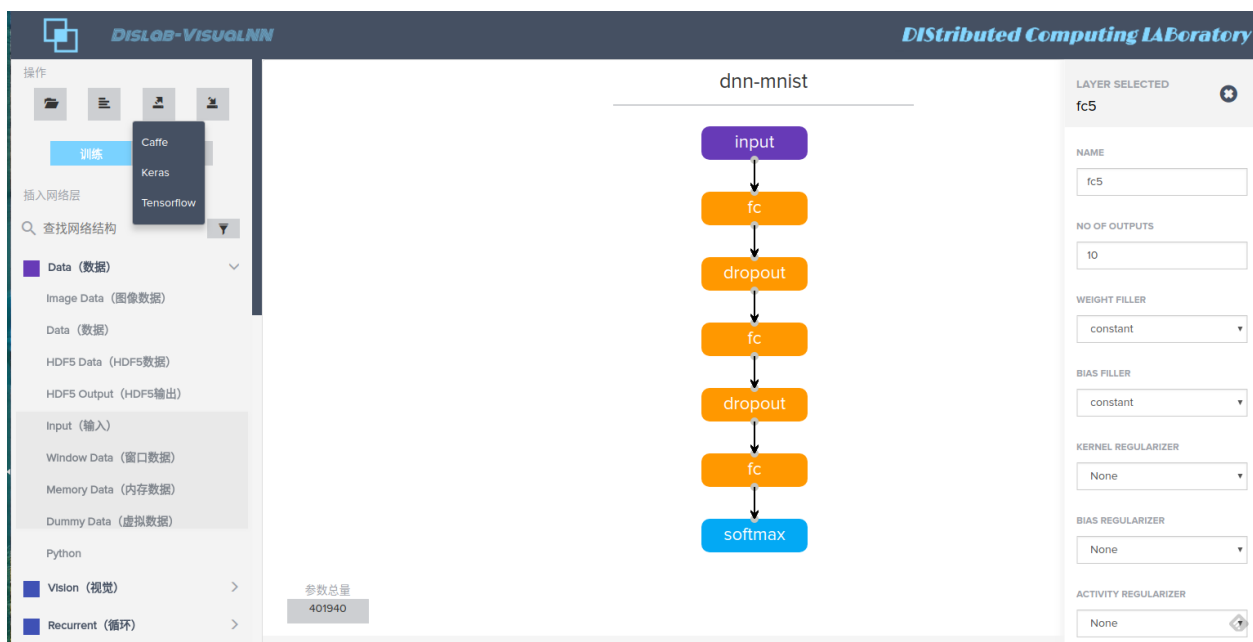 DISLAB-VISUALNN
DIStributed Computing LABoratory
操作
Caffe
Keras
Tensorflow
训练
插入网络层
查找网络结构
Data（数据）
Image Data（图像数据）
Data（数据）
HDF5 Data（HDF5数据）
HDF5 Output（HDF5输出）
Input（输入）
Window Data（窗口数据）
Memory Data（内存数据）
Dummy Data（虚拟数据）
Python
Vision（视觉）
Recurrent（循环）
dnn-mnist
input
fc
dropout
fc
dropout
fc
softmax
参数总量
401940
LAYER SELECTED
fc5
NAME
fc5
NO OF OUTPUTS
10
WEIGHT FILLER
constant
BIAS FILLER
constant
KERNEL REGULARIZER
None
BIAS REGULARIZER
None
ACTIVITY REGULARIZER
None